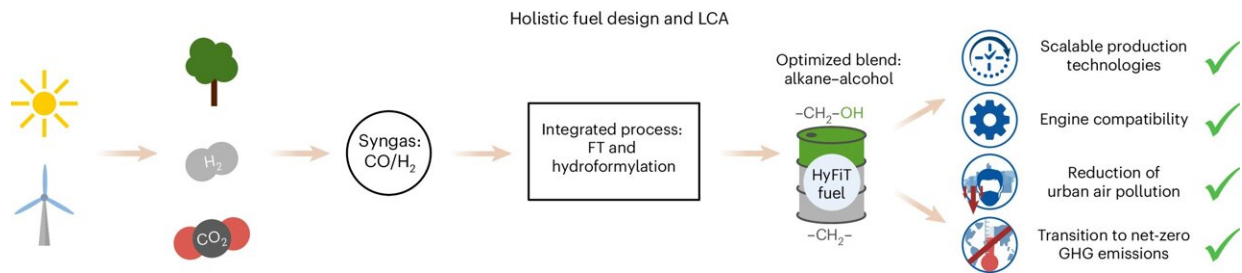 Holistic fuel design and LCA
H₂
CO₂
Syngas:
CO/H₂
Integrated process:
FT and
hydroformylation
Optimized blend:
alkane–alcohol
–CH₂–OH
HyFiT
fuel
–CH₂–
Scalable production
technologies
Engine compatibility
Reduction of
urban air pollution
Transition to net-zero
GHG emissions